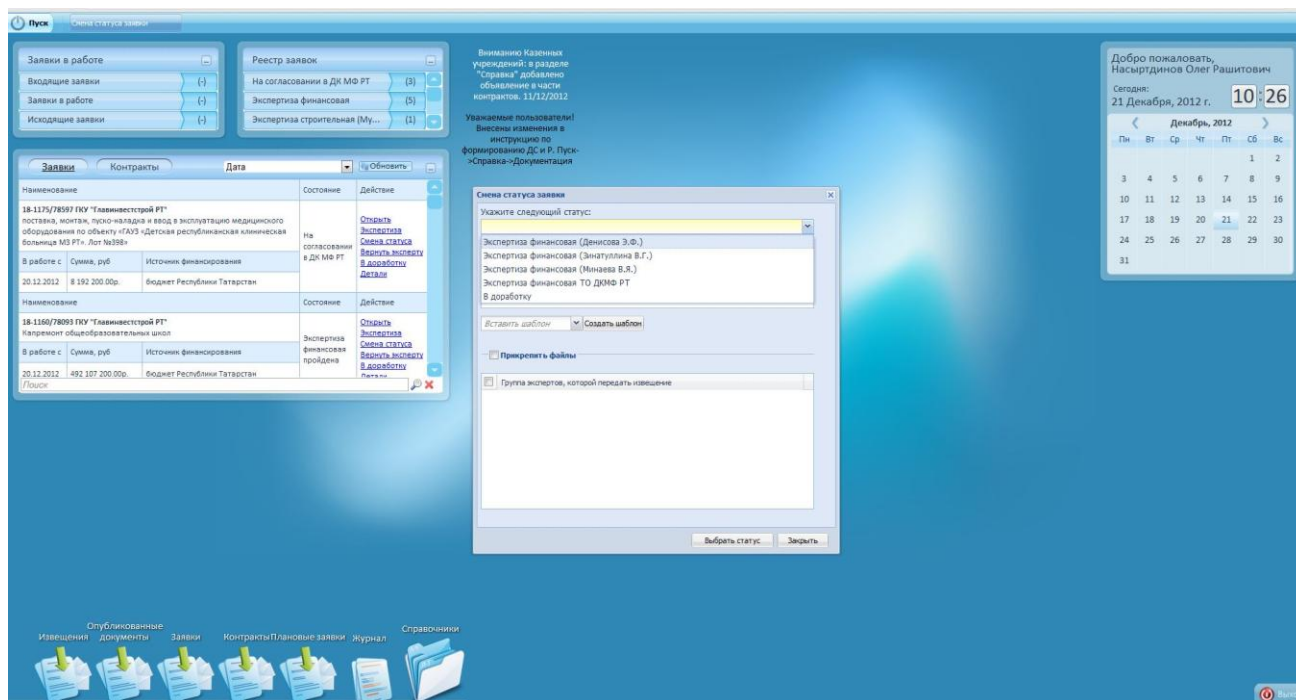 Пуск
Смена статуса заявки
Заявки в работе
Входящие заявки (-)
Заявки в работе (-)
Исходящие заявки (-)
Реестр заявок
На согласовании в ДК МФ РТ (3)
Экспертиза финансовая (5)
Экспертиза строительная (Му... (1)
Вниманию Казенных
учреждений: в разделе
"Справка" добавлено
объявление в части
контрактов. 11/12/2012
Уважаемые пользователи!
Внесены изменения в
инструкцию по
формированию ДС и Р. Пуск-
>Справка->Документация
Добро пожаловать,
Насыртдинов Олег Рашитович
Сегодня:
21 Декабря, 2012 г.
10:26
Декабрь, 2012
Пн Вт Ср Чт Пт Сб Вс
1 2
3 4 5 6 7 8 9
10 11 12 13 14 15 16
17 18 19 20 21 22 23
24 25 26 27 28 29 30
31
Заявки Контракты Дата Обновить
Наименование Состояние Действие
18-1175/78597 ГКУ "Главинвестстрой РТ"
поставка, монтаж, пуско-наладка и ввод в эксплуатацию медицинского
оборудования по объекту «ГАУЗ «Детская республиканская клиническая
больница МЗ РТ». Лот №398»
На
согласовании
в ДК МФ РТ
Открыть
Экспертиза
Смена статуса
Вернуть эксперту
В доработку
Детали
В работе с Сумма, руб Источник финансирования
20.12.2012 8 192 200.00р. бюджет Республики Татарстан
Наименование Состояние Действие
18-1160/78093 ГКУ "Главинвестстрой РТ"
Капремонт общеобразовательных школ
Экспертиза
финансовая
пройдена
Открыть
Экспертиза
Смена статуса
Вернуть эксперту
В доработку
Детали
В работе с Сумма, руб Источник финансирования
20.12.2012 492 107 200.00р. бюджет Республики Татарстан
Поиск
Смена статуса заявки
Укажите следующий статус:
Экспертиза финансовая (Денисова Э.Ф.)
Экспертиза финансовая (Зинатуллина В.Г.)
Экспертиза финансовая (Минаева В.Я.)
Экспертиза финансовая ТО ДКМФ РТ
В доработку
Вставить шаблон Создать шаблон
Прикрепить файлы
Группа экспертов, которой передать извещение
Выбрать статус Закрыть
Извещения
Опубликованные
документы
Заявки
Контракты
Плановые заявки
Журнал
Справочники